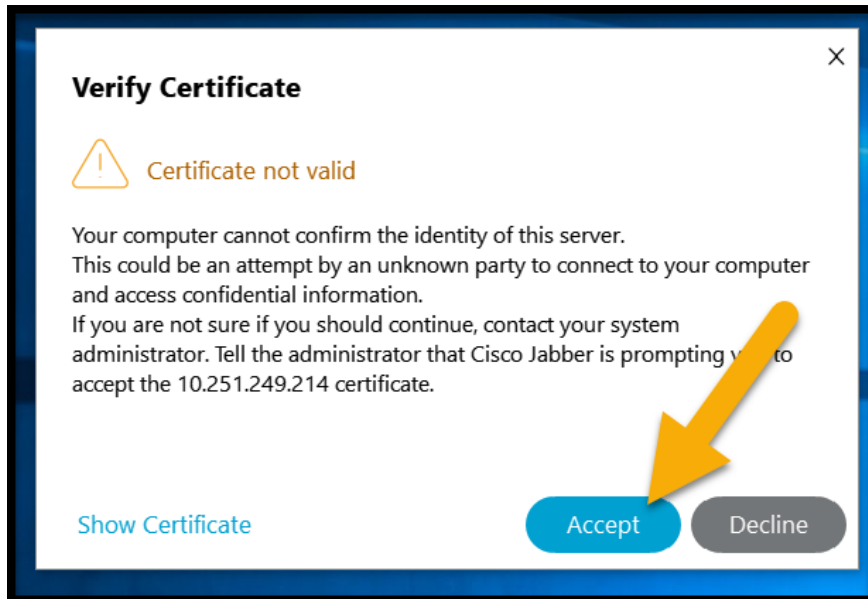 Verify Certificate
Certificate not valid
Your computer cannot confirm the identity of this server.
This could be an attempt by an unknown party to connect to your computer
and access confidential information.
If you are not sure if you should continue, contact your system
administrator. Tell the administrator that Cisco Jabber is prompting to
accept the 10.251.249.214 certificate.
Show Certificate
Accept
Decline